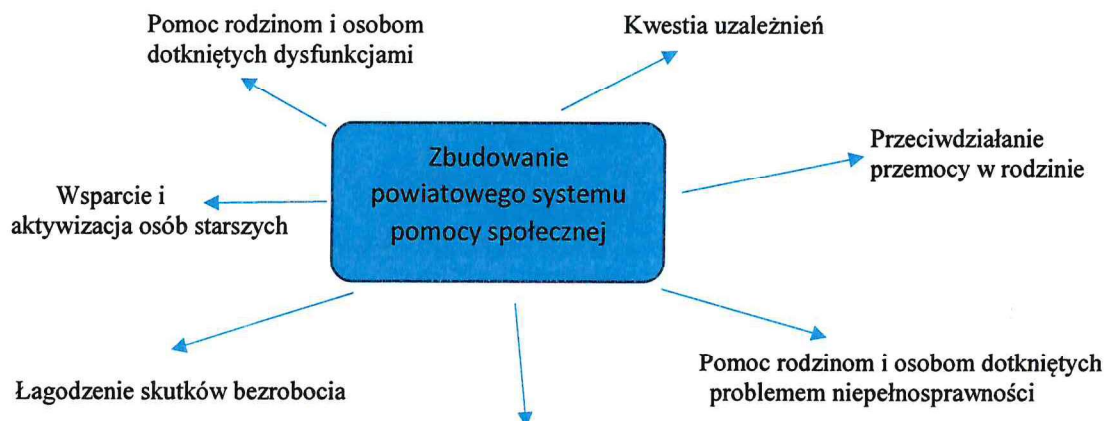 Pomoc rodzinom i osobom
dotkniętych dysfunkcjami
Kwestia uzależnień
Zbudowanie
powiatowego systemu
pomocy społecznej
Przeciwdziałanie
przemocy w rodzinie
Wsparcie i
aktywizacja osób starszych
Łagodzenie skutków bezrobocia
Pomoc rodzinom i osobom dotkniętych
problemem niepełnosprawności